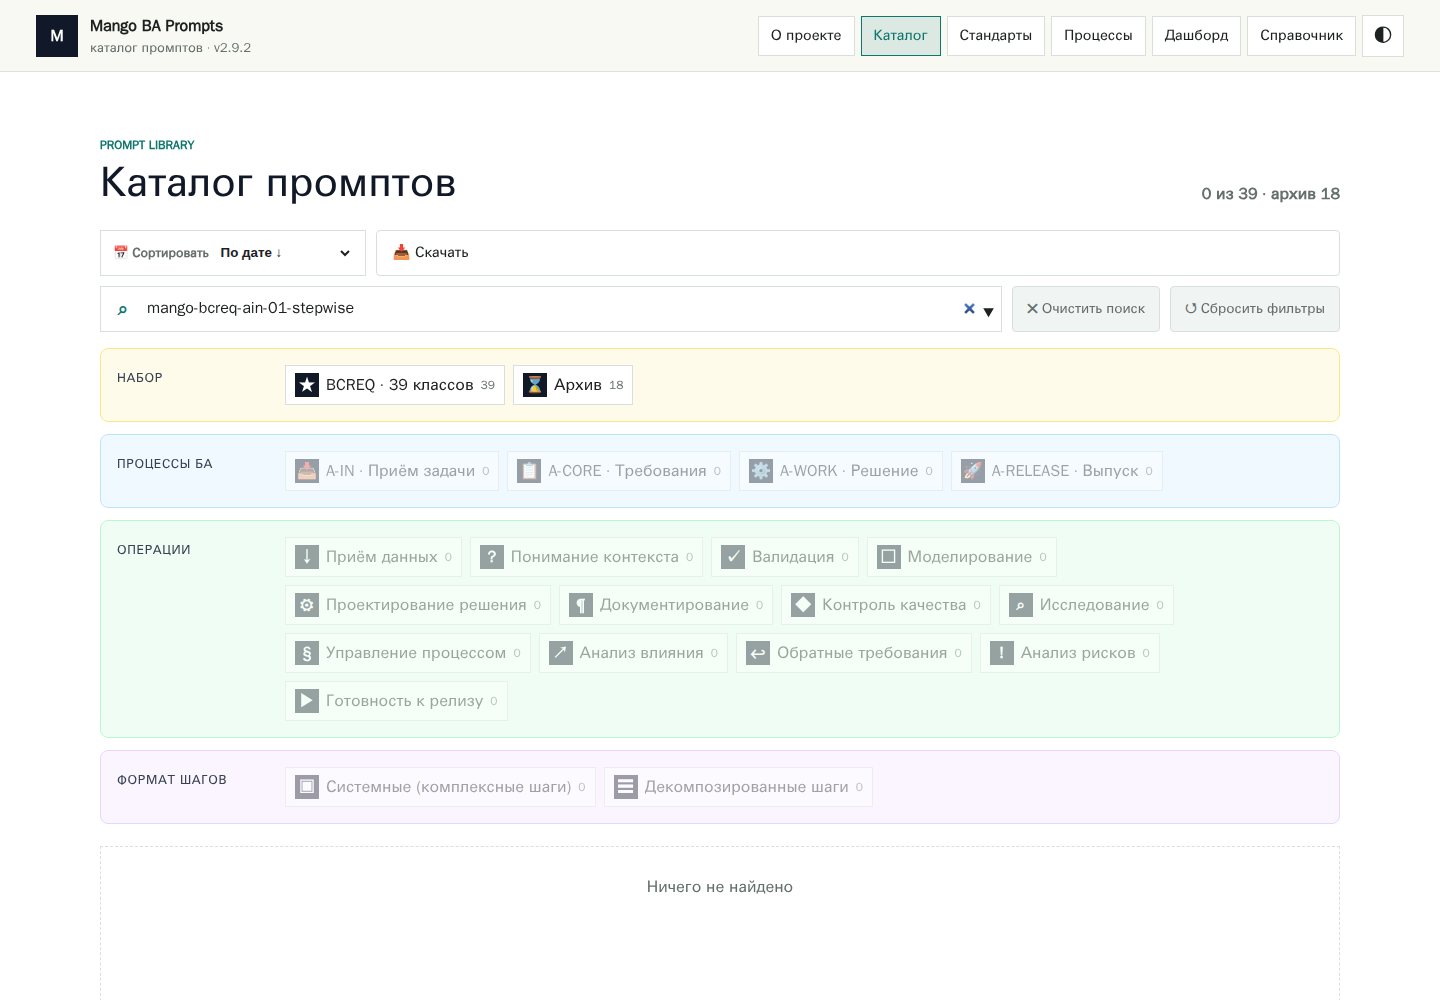 M
Mango BA Prompts
каталог промптов · v2.9.2
О проекте
Каталог
Стандарты
Процессы
Дашборд
Справочник
PROMPT LIBRARY
Каталог промптов
0 из 39 · архив 18
📅 Сортировать По дате ↓
📥 Скачать
mango-bcreq-ain-01-stepwise
✕ Очистить поиск
↺ Сбросить фильтры
НАБОР
★ BCREQ · 39 классов 39
⌛ Архив 18
ПРОЦЕССЫ БА
📥 A-IN · Приём задачи 0
📋 A-CORE · Требования 0
⚙️ A-WORK · Решение 0
🚀 A-RELEASE · Выпуск 0
ОПЕРАЦИИ
↓ Приём данных 0
? Понимание контекста 0
✓ Валидация 0
□ Моделирование 0
⚙ Проектирование решения 0
¶ Документирование 0
◆ Контроль качества 0
⌕ Исследование 0
§ Управление процессом 0
↗ Анализ влияния 0
↩ Обратные требования 0
! Анализ рисков 0
▶ Готовность к релизу 0
ФОРМАТ ШАГОВ
▣ Системные (комплексные шаги) 0
☰ Декомпозированные шаги 0
Ничего не найдено